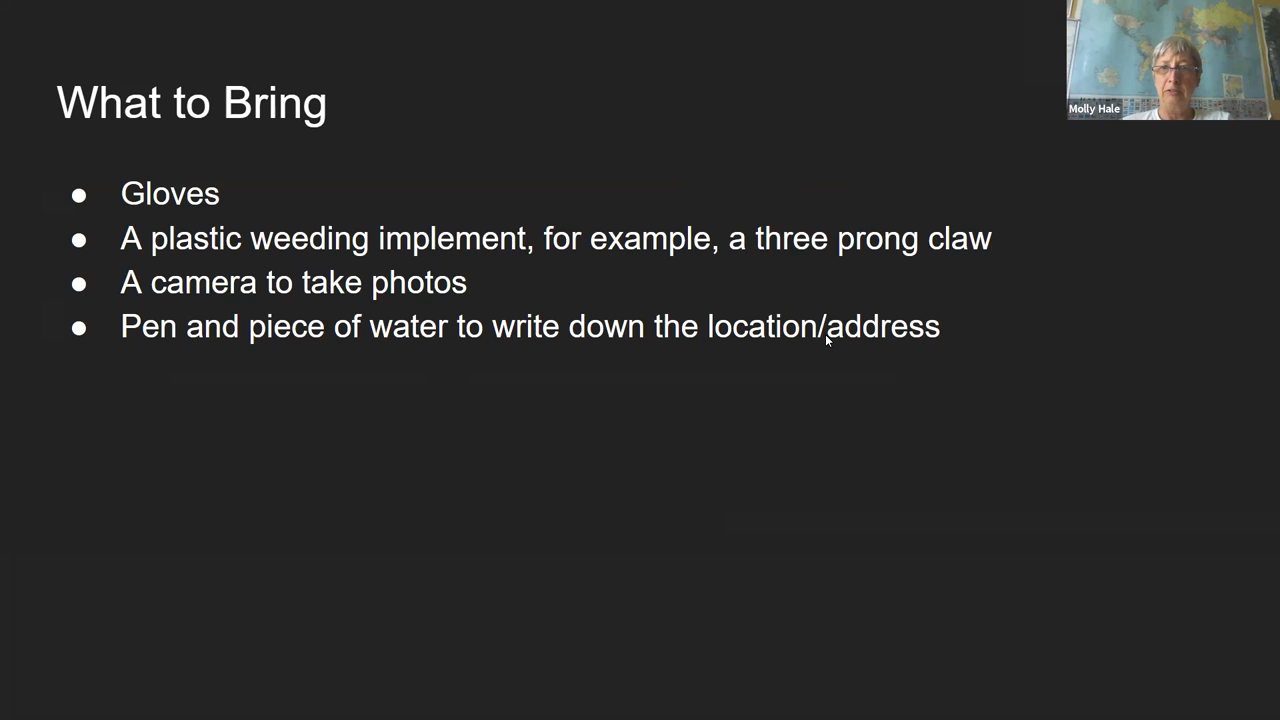 What to Bring
Molly Hale
● Gloves
● A plastic weeding implement, for example, a three prong claw
● A camera to take photos
● Pen and piece of water to write down the location/address